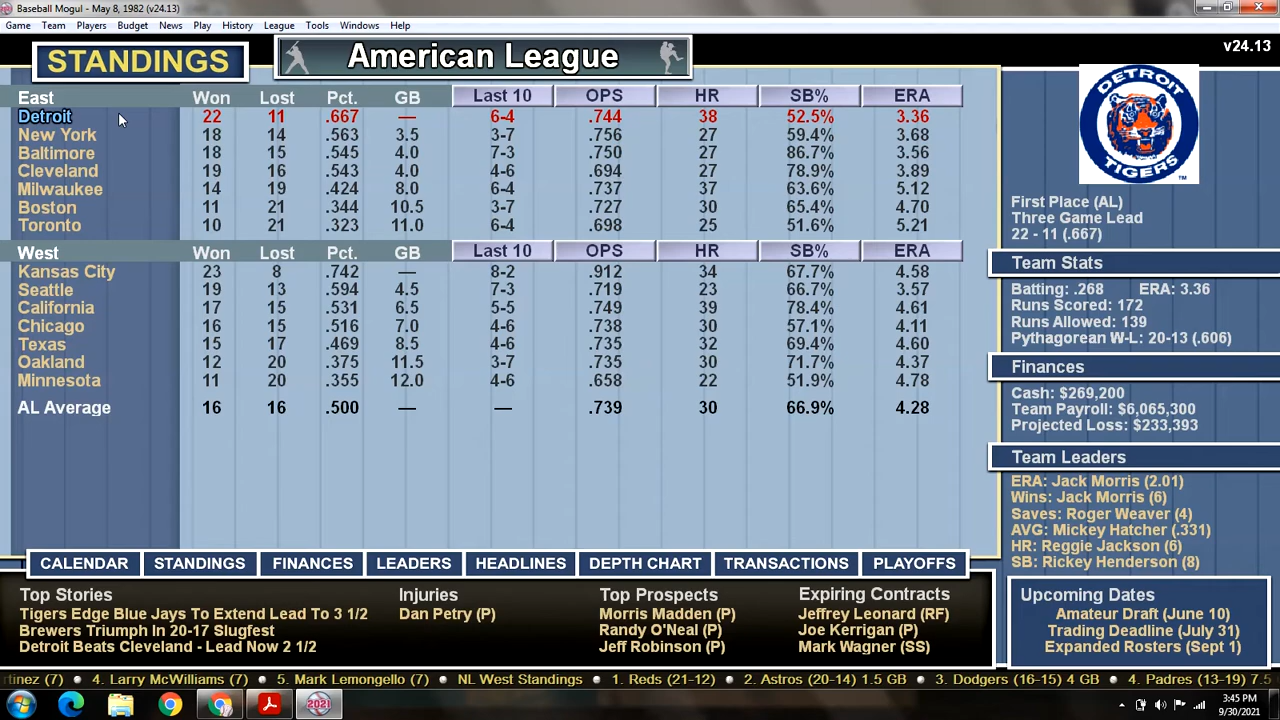 Baseball Mogul - May 8, 1982 (v24.13)
Game Team Players Budget News Play History League Tools Windows Help
STANDINGS American League v24.13
East Won Lost Pct. GB Last 10 OPS HR SB% ERA
Detroit 22 11 .667 — 6-4 .744 38 52.5% 3.36
New York 18 14 .563 3.5 3-7 .756 27 59.4% 3.68
Baltimore 18 15 .545 4.0 7-3 .750 27 86.7% 3.56
Cleveland 19 16 .543 4.0 4-6 .694 27 78.9% 3.89
Milwaukee 14 19 .424 8.0 6-4 .737 37 63.6% 5.12
Boston 11 21 .344 10.5 3-7 .727 27 65.4% 4.70
Toronto 10 21 .323 11.0 6-4 .698 25 51.6% 5.21
West Won Lost Pct. GB Last 10 OPS HR SB% ERA
Kansas City 23 8 .742 — 8-2 .912 34 67.7% 4.58
Seattle 19 13 .594 4.5 7-3 .719 23 66.7% 3.57
California 17 15 .531 6.5 5-5 .749 39 78.4% 4.61
Chicago 16 15 .516 7.0 4-6 .738 30 57.1% 4.11
Texas 15 17 .469 8.5 4-6 .735 32 69.4% 4.60
Oakland 12 20 .375 11.5 3-7 .735 30 71.7% 4.37
Minnesota 11 20 .355 12.0 4-6 .658 22 51.9% 4.78
AL Average 16 16 .500 — — .739 30 66.9% 4.28
DETROIT
TIGERS
TM
First Place (AL)
Three Game Lead
22 - 11 (.667)
Team Stats
Batting: .268 ERA: 3.36
Runs Scored: 172
Runs Allowed: 139
Pythagorean W-L: 20-13 (.606)
Finances
Cash: $269,200
Team Payroll: $6,065,300
Projected Loss: $233,393
Team Leaders
ERA: Jack Morris (2.01)
Wins: Jack Morris (6)
Saves: Roger Weaver (4)
AVG: Mickey Hatcher (.331)
HR: Reggie Jackson (6)
SB: Rickey Henderson (8)
CALENDAR STANDINGS FINANCES LEADERS HEADLINES DEPTH CHART TRANSACTIONS PLAYOFFS
Top Stories
Tigers Edge Blue Jays To Extend Lead To 3 1/2
Brewers Triumph In 20-17 Slugfest
Detroit Beats Cleveland - Lead Now 2 1/2
Injuries
Dan Petry (P)
Top Prospects
Morris Madden (P)
Randy O'Neal (P)
Jeff Robinson (P)
Expiring Contracts
Jeffrey Leonard (RF)
Joe Kerrigan (P)
Mark Wagner (SS)
Upcoming Dates
Amateur Draft (June 10)
Trading Deadline (July 31)
Expanded Rosters (Sept 1)
rtinez (7) 4. Larry McWilliams (7) 5. Mark Lemongello (7) NL West Standings 1. Reds (21-12) 2. Astros (20-14) 1.5 GB 3. Dodgers (16-15) 4 GB 4. Padres (13-19) 7.5
2021
3:45 PM
9/30/2021